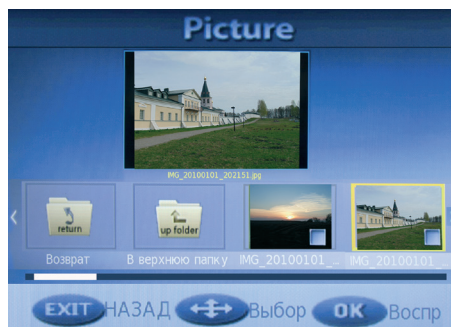 Picture
IMG_20100101_202151.jpg
return
up folder
Возврат
В верхнюю папку
IMG_20100101_...
IMG_20100101_...
EXIT НАЗАД
Выбор
OK Воспр